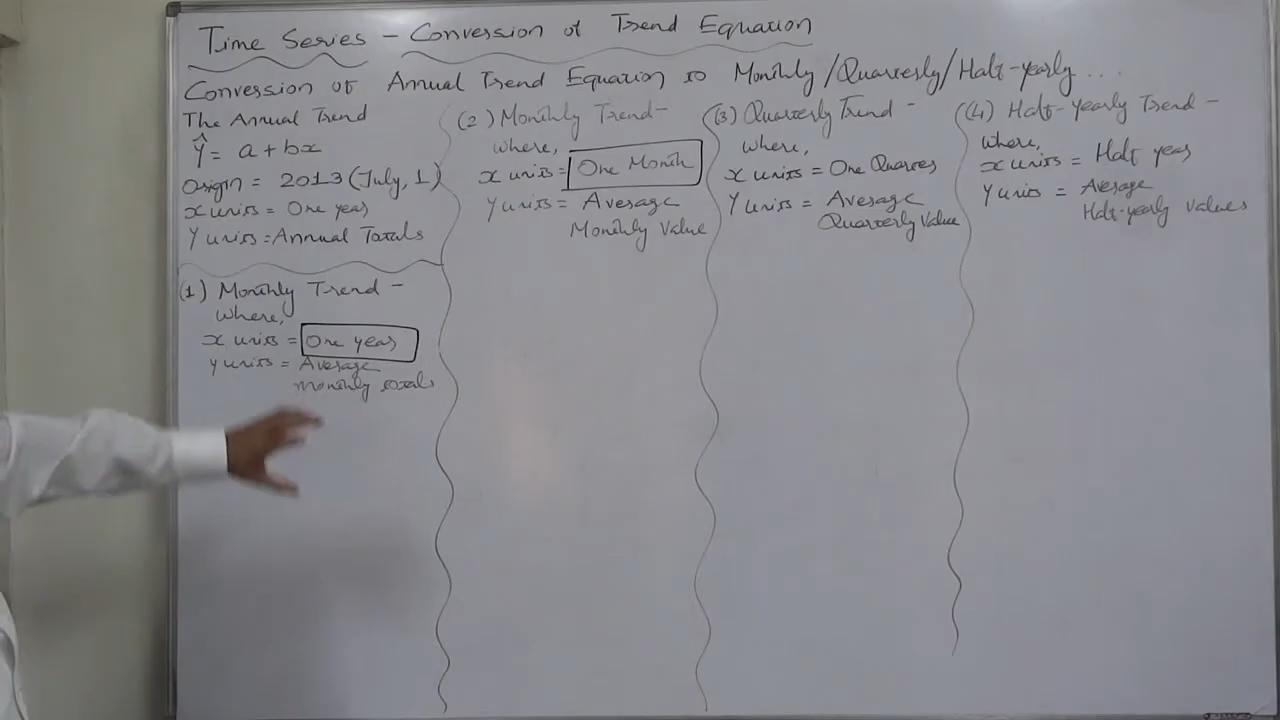 Time Series - Conversion of Trend Equation
Conversion of Annual Trend Equation to Monthly/Quarterly/Half-yearly...
The Annual Trend
Ŷ = a + bx
Origin = 2013 (July, 1)
x units = One year
Y units = Annual Totals
(1) Monthly Trend -
where,
x units = One year
y units = Average
monthly totals
(2) Monthly Trend -
where,
x units = One Month
y units = Average
Monthly Value
(3) Quarterly Trend -
where,
x units = One Quarter
Y units = Average
Quarterly Value
(4) Half-yearly Trend -
where,
x units = Half year
Y units = Average
Half-yearly values